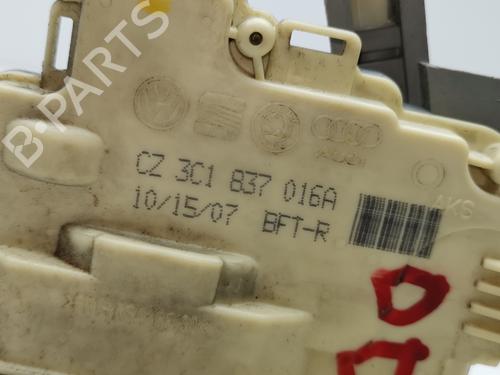 B-PARTS
AUDI
CZ 3C1 837 016A
10/15/07 BFT-R
AKS